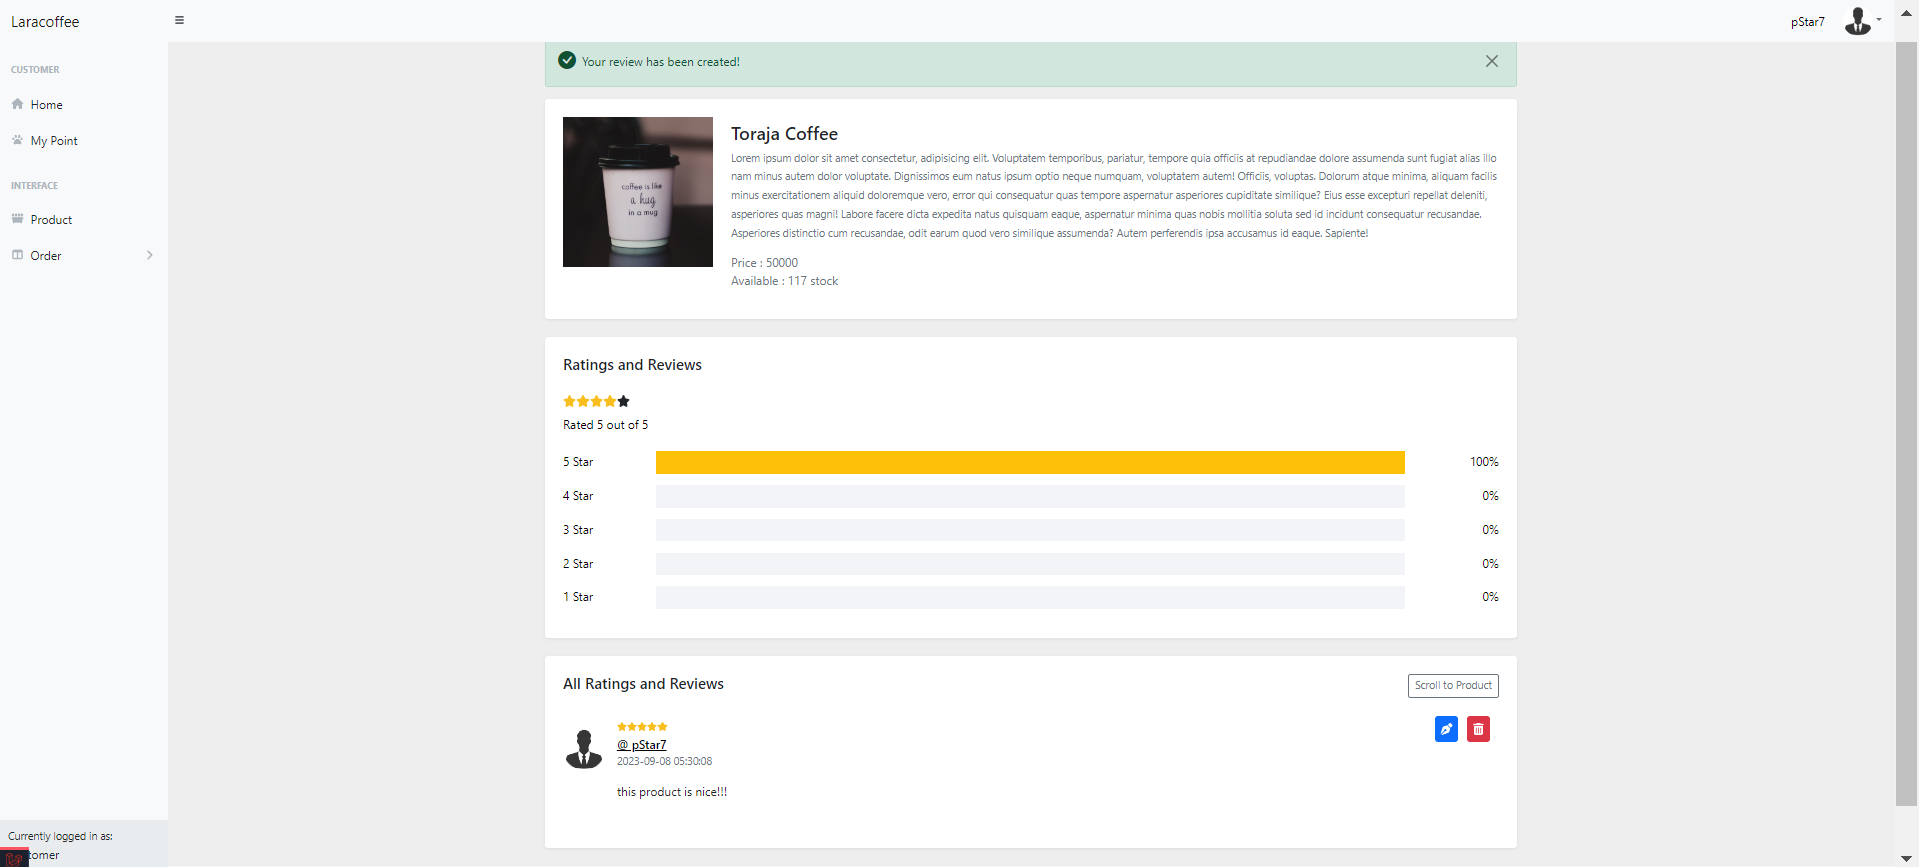 Laracoffee
pStar7
CUSTOMER
Home
My Point
INTERFACE
Product
Order
Currently logged in as:
tomer
Your review has been created!
coffee is like
a hug
in a mug
Toraja Coffee
Lorem ipsum dolor sit amet consectetur, adipisicing elit. Voluptatem temporibus, pariatur, tempore quia officiis at repudiandae dolore assumenda sunt fugiat alias illo
nam minus autem dolor voluptate. Dignissimos eum natus ipsum optio neque numquam, voluptatem autem! Officiis, voluptas. Dolorum atque minima, aliquam facilis
minus exercitationem aliquid doloremque vero, error qui consequatur quas tempore aspernatur asperiores cupiditate similique? Eius esse excepturi repellat deleniti,
asperiores quas magni! Labore facere dicta expedita natus quisquam eaque, aspernatur minima quas nobis mollitia soluta sed id incidunt consequatur recusandae.
Asperiores distinctio cum recusandae, odit earum quod vero similique assumenda? Autem perferendis ipsa accusamus id eaque. Sapiente!
Price : 50000
Available : 117 stock
Ratings and Reviews
Rated 5 out of 5
5 Star 100%
4 Star 0%
3 Star 0%
2 Star 0%
1 Star 0%
All Ratings and Reviews
Scroll to Product
@ pStar7
2023-09-08 05:30:08
this product is nice!!!